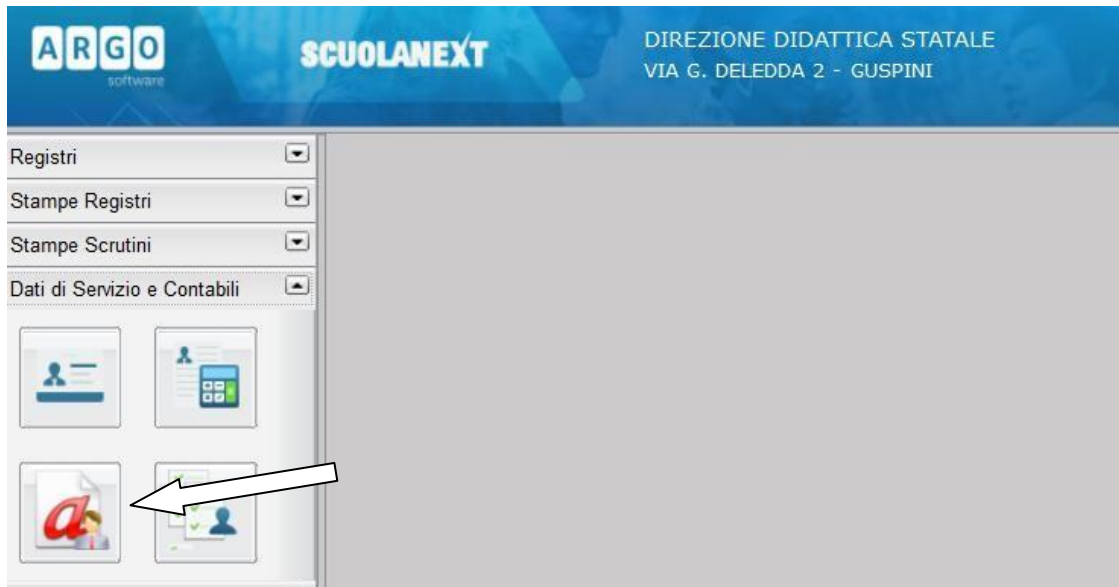 ARGO
software
SCUOLANEXT
DIREZIONE DIDATTICA STATALE
VIA G. DELEDDA 2 - GUSPINI
Registri
Stampe Registri
Stampe Scrutini
Dati di Servizio e Contabili
a